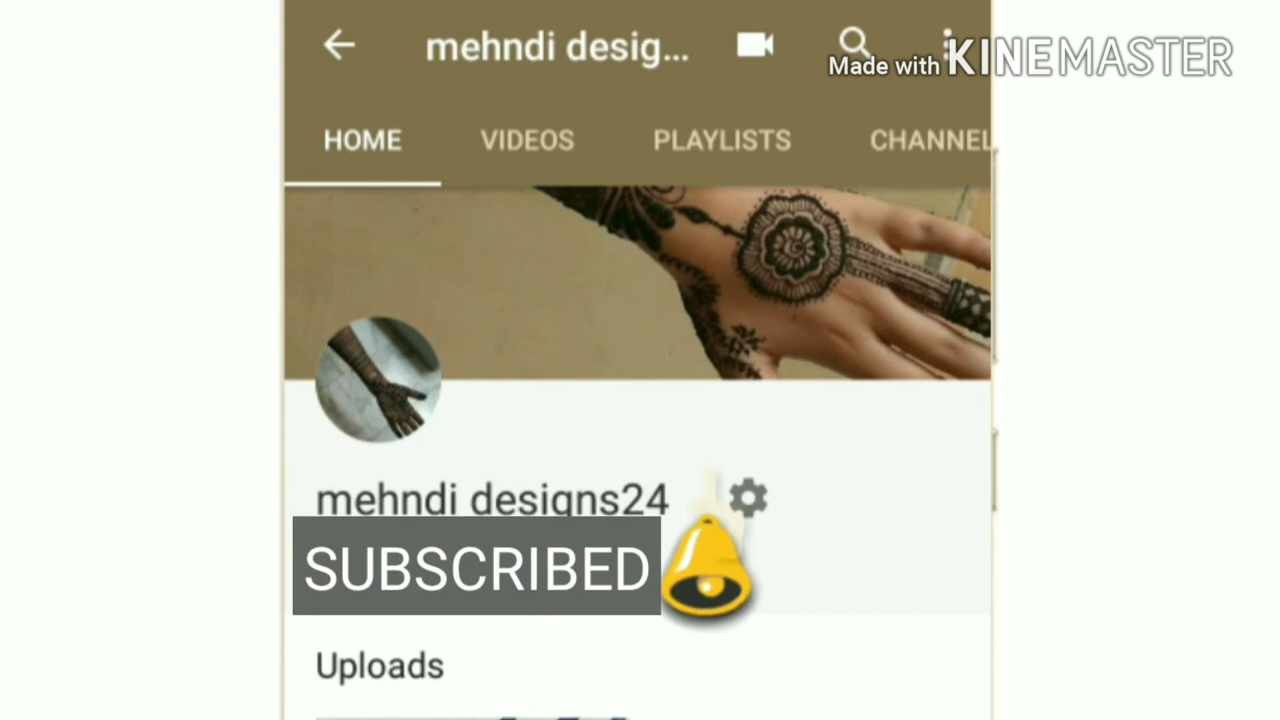 mehndi desig...
Made with KINEMASTER
HOME VIDEOS PLAYLISTS CHANNEL
mehndi designs24
SUBSCRIBED
Uploads